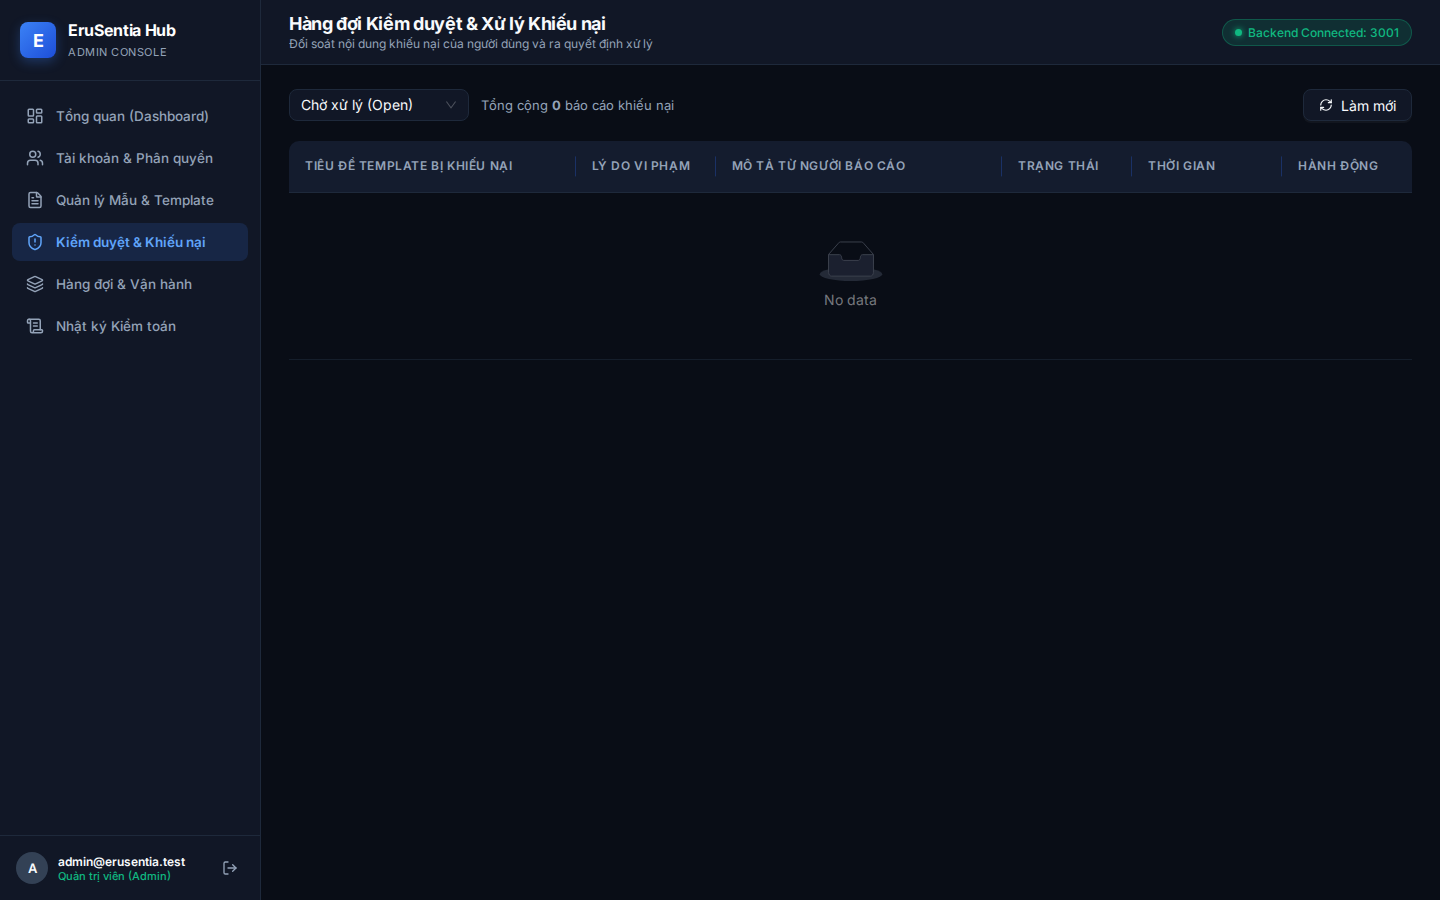 E
EruSentia Hub
ADMIN CONSOLE
Tổng quan (Dashboard)
Tài khoản & Phân quyền
Quản lý Mẫu & Template
Kiểm duyệt & Khiếu nại
Hàng đợi & Vận hành
Nhật ký Kiểm toán
A
admin@erusentia.test
Quản trị viên (Admin)
Hàng đợi Kiểm duyệt & Xử lý Khiếu nại
Đối soát nội dung khiếu nại của người dùng và ra quyết định xử lý
Backend Connected: 3001
Chờ xử lý (Open)
Tổng cộng 0 báo cáo khiếu nại
Làm mới
TIÊU ĐỀ TEMPLATE BỊ KHIẾU NẠI
LÝ DO VI PHẠM
MÔ TẢ TỪ NGƯỜI BÁO CÁO
TRẠNG THÁI
THỜI GIAN
HÀNH ĐỘNG
No data